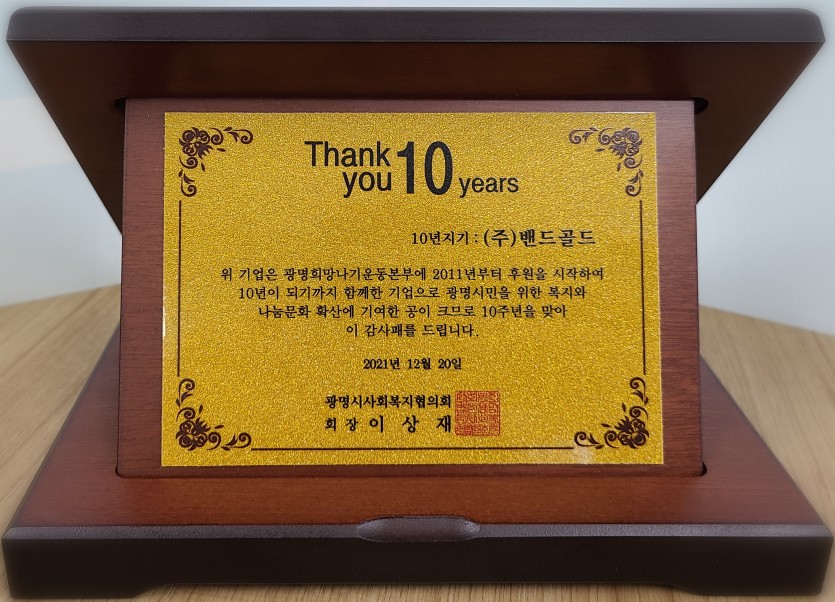 Thank
you 10 years
10년지기 : (주)밴드골드
위 기업은 광명희망나기운동본부에 2011년부터 후원을 시작하여
10년이 되기까지 함께한 기업으로 광명시민을 위한 복지와
나눔문화 확산에 기여한 공이 크므로 10주년을 맞아
이 감사패를 드립니다.
2021년 12월 20일
광명시사회복지협의회
회 장 이 상 재